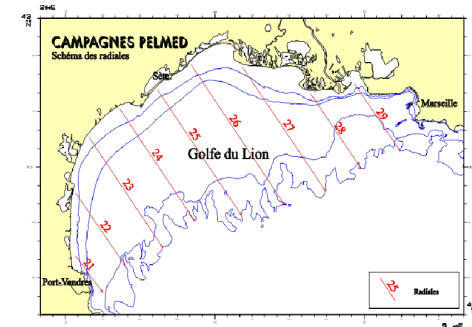 CAMPAGNES PELMED
Schéma des radiales
Sète
Marseille
29
28
27
26
25
24
23
22
21
Golfe du Lion
Port-Vendres
25
Radiales